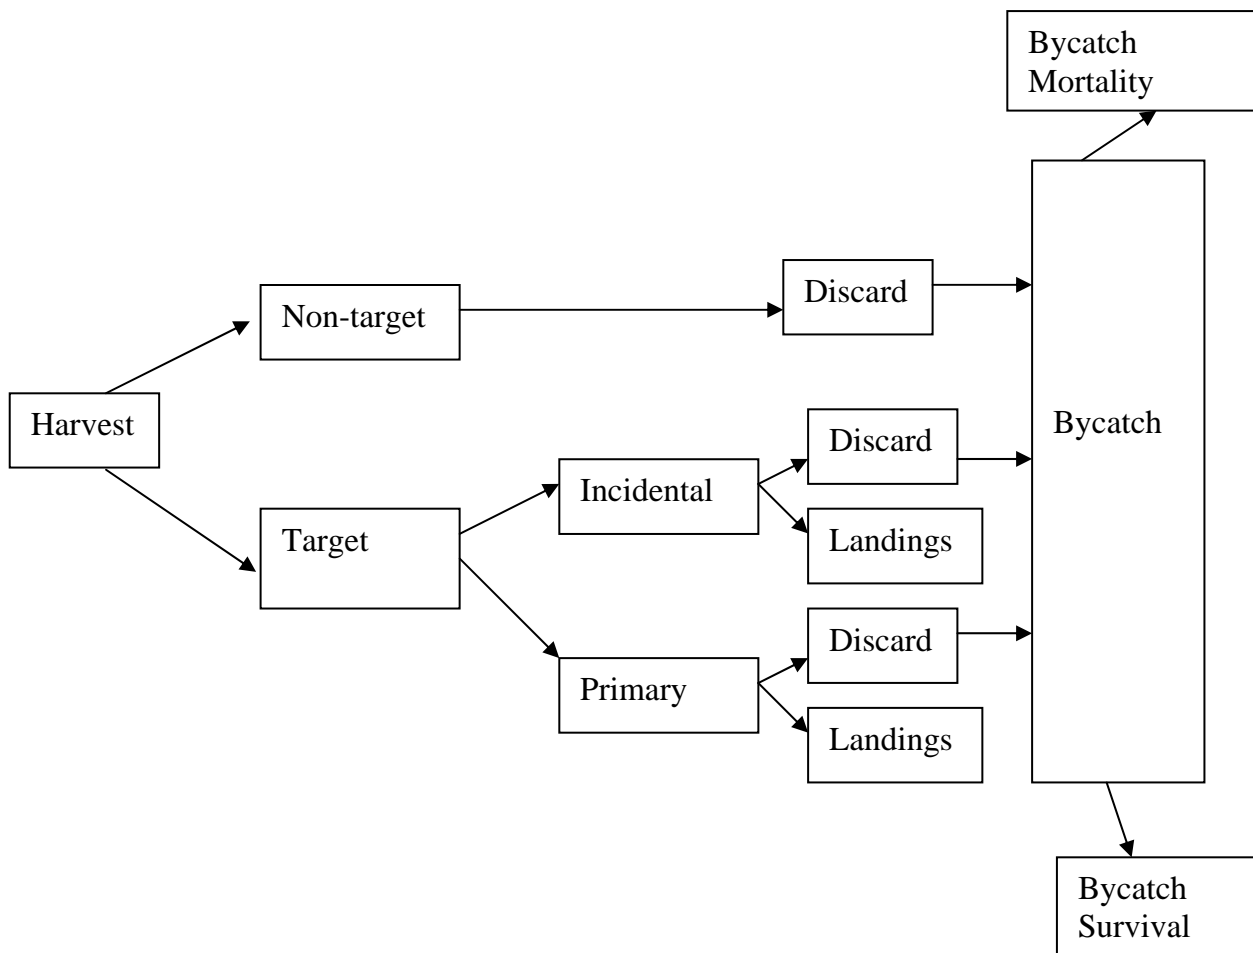 Bycatch
Mortality
Discard
Non-target
Harvest
Discard
Bycatch
Incidental
Target
Landings
Discard
Primary
Landings
Bycatch
Survival